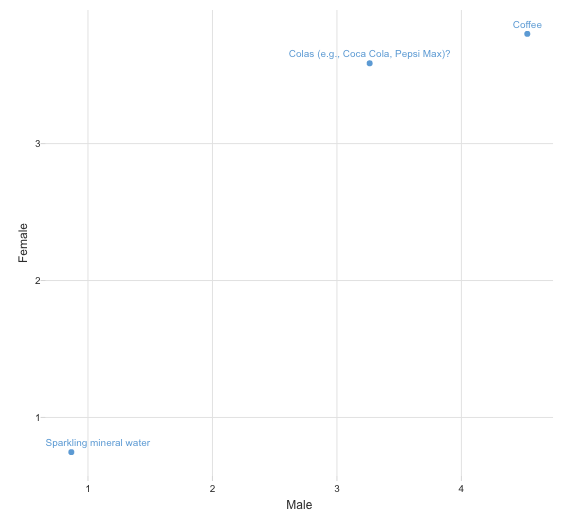 Coffee
Colas (e.g., Coca Cola, Pepsi Max)?
3
Female
2
1
Sparkling mineral water
1 2 3 4
Male